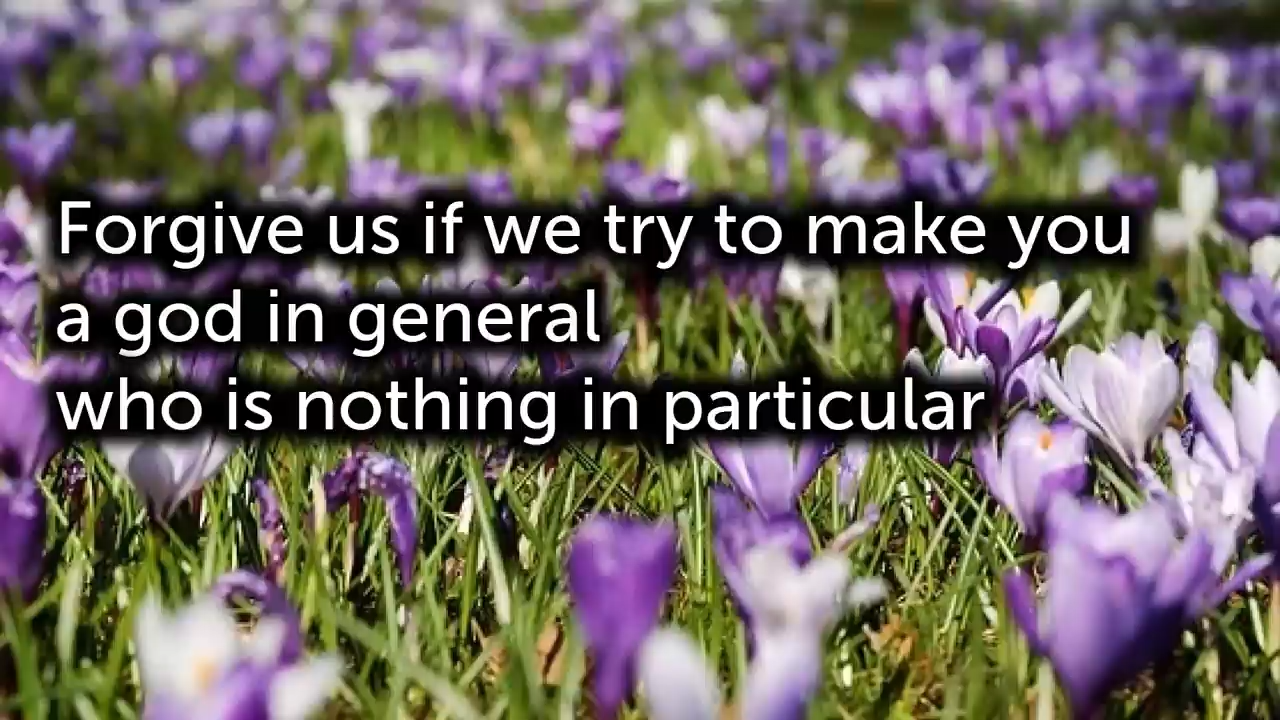 Forgive us if we try to make you
a god in general
who is nothing in particular